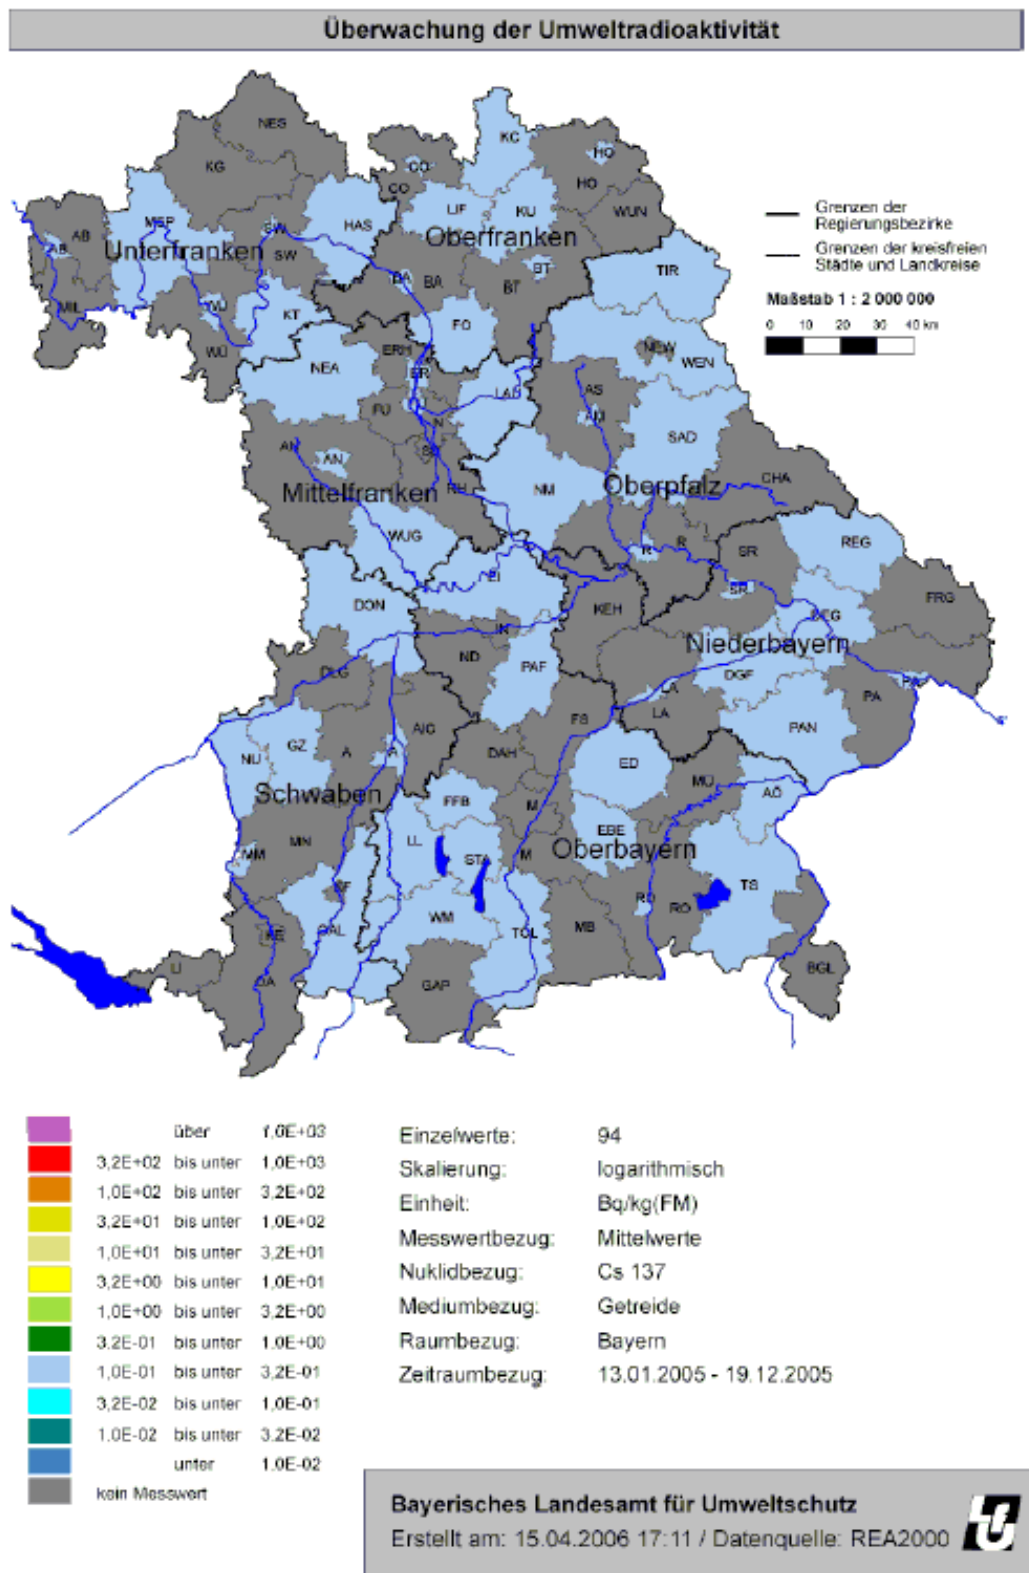 Überwachung der Umweltradioaktivität
NES
KG
KC
CO
CO
HO
HO
WUN
MSP
HAS
LIF
KU
AB
AB
Unterfranken
SW
SW
Oberfranken
Grenzen der
Regierungsbezirke
Grenzen der kreisfreien
Städte und Landkreise
BA
BA
BT
BT
TIR
MIL
WÜ
WÜ
KT
FO
Maßstab 1 : 2 000 000
0 10 20 30 40 km
NEA
ERH
ER
NEW
WEN
LAU
AS
AM
FÜ
N
SAD
AN
AN
Mittelfranken
RH
NM
Oberpfalz
CHA
WUG
R
R
SR
REG
EI
SR
DON
KEH
DEG
FRG
IN
Niederbayern
ND
PAF
DGF
DLG
LA
LA
PA
PA
AIC
FS
PAN
NU
GZ
A
A
DAH
ED
MÜ
AÖ
Schwaben
FFB
M
EBE
Oberbayern
MM
MN
LL
STA
M
TS
KF
OAL
WM
TÖL
RO
RO
MB
KE
LI
OA
GAP
BGL
über 1,0E+03
3,2E+02 bis unter 1,0E+03
1,0E+02 bis unter 3,2E+02
3,2E+01 bis unter 1,0E+02
1,0E+01 bis unter 3,2E+01
3,2E+00 bis unter 1,0E+01
1,0E+00 bis unter 3,2E+00
3,2E-01 bis unter 1,0E+00
1,0E-01 bis unter 3,2E-01
3,2E-02 bis unter 1,0E-01
1,0E-02 bis unter 3,2E-02
unter 1,0E-02
kein Messwert
Einzelwerte: 94
Skalierung: logarithmisch
Einheit: Bq/kg(FM)
Messwertbezug: Mittelwerte
Nuklidbezug: Cs 137
Mediumbezug: Getreide
Raumbezug: Bayern
Zeitraumbezug: 13.01.2005 - 19.12.2005
Bayerisches Landesamt für Umweltschutz
Erstellt am: 15.04.2006 17:11 / Datenquelle: REA2000